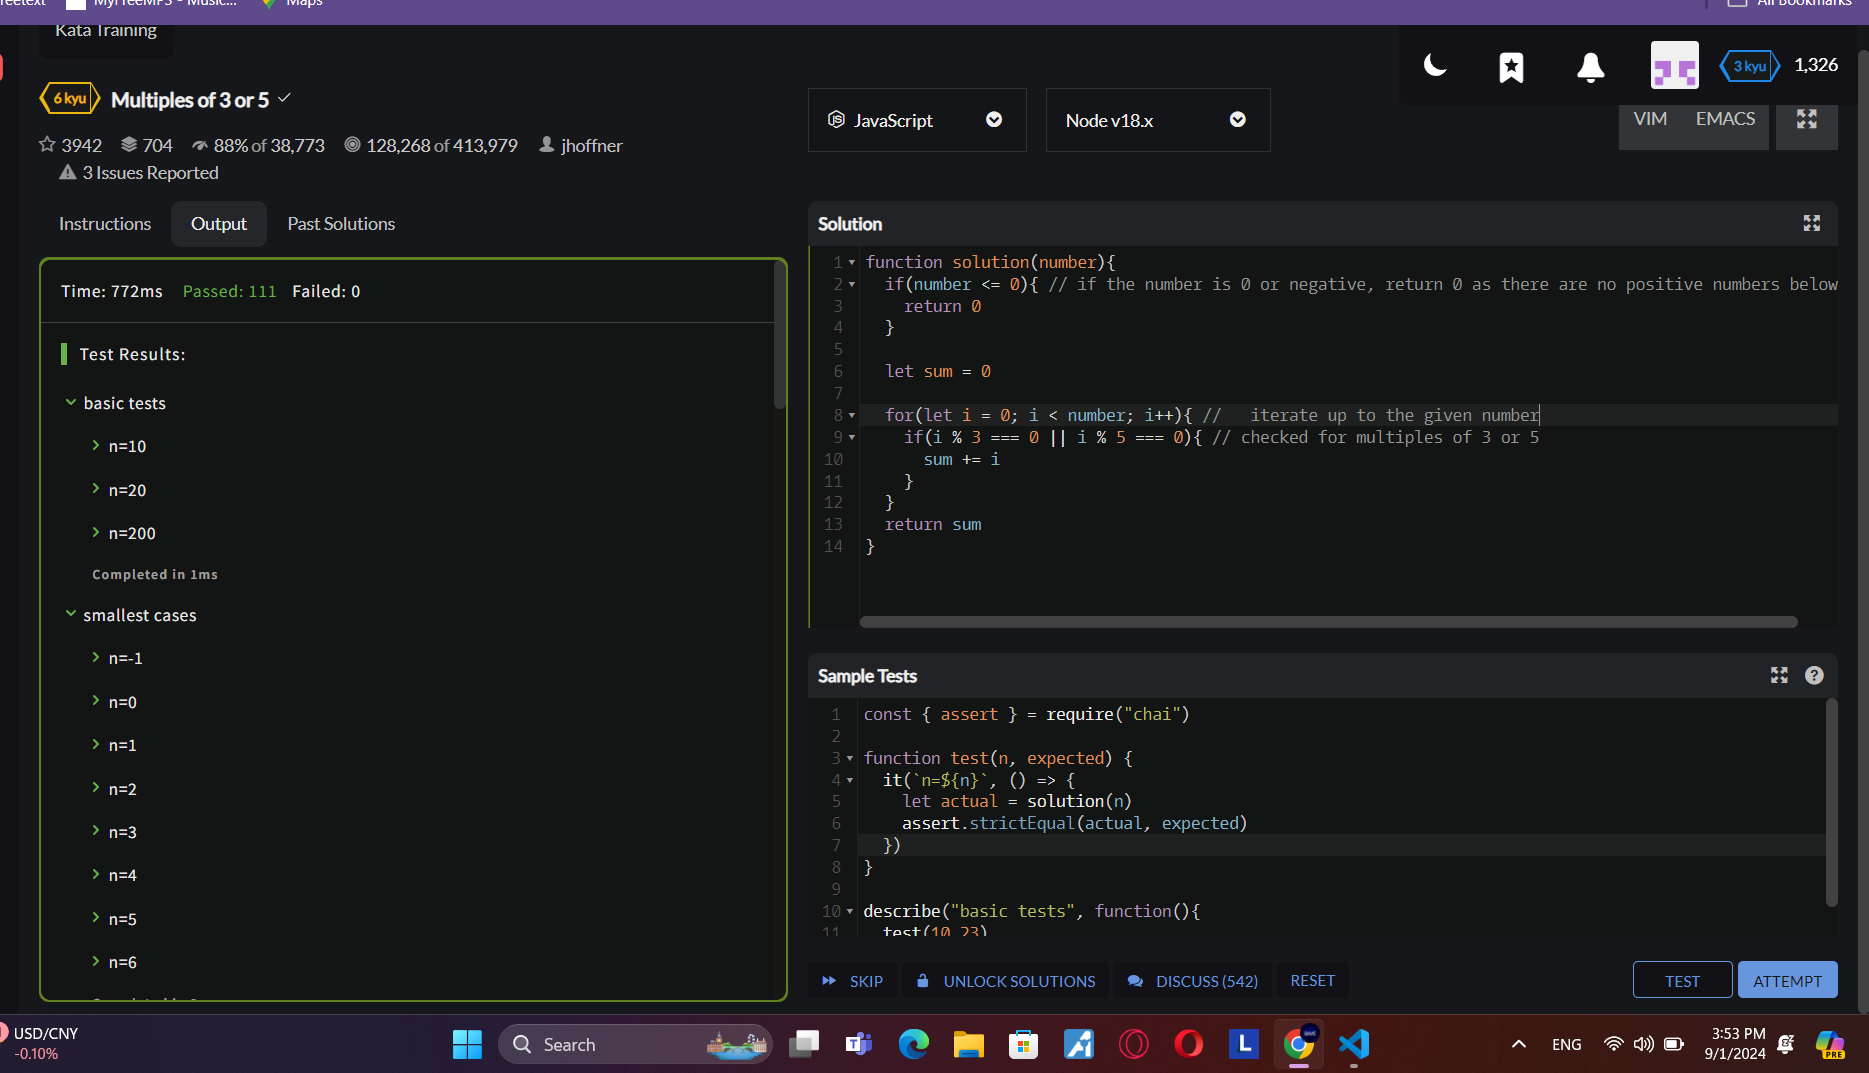 MyFreeMP3 - Music...
Maps
All Bookmarks
Kata Training
3 kyu
1,326
6 kyu
Multiples of 3 or 5
JavaScript
Node v18.x
VIM
EMACS
3942
704
88% of 38,773
128,268 of 413,979
jhoffner
3 Issues Reported
Instructions
Output
Past Solutions
Time: 772ms Passed: 111 Failed: 0
Test Results:
basic tests
n=10
n=20
n=200
Completed in 1ms
smallest cases
n=-1
n=0
n=1
n=2
n=3
n=4
n=5
n=6
Solution
1 function solution(number){
2   if(number <= 0){ // if the number is 0 or negative, return 0 as there are no positive numbers below
3     return 0
4   }
5
6   let sum = 0
7
8   for(let i = 0; i < number; i++){ //   iterate up to the given number
9     if(i % 3 === 0 || i % 5 === 0){ // checked for multiples of 3 or 5
10       sum += i
11     }
12   }
13   return sum
14 }
Sample Tests
1 const { assert } = require("chai")
2
3 function test(n, expected) {
4   it(`n=${n}`, () => {
5     let actual = solution(n)
6     assert.strictEqual(actual, expected)
7   })
8 }
9
10 describe("basic tests", function(){
11   test(10,23)
SKIP
UNLOCK SOLUTIONS
DISCUSS (542)
RESET
TEST
ATTEMPT
USD/CNY
-0.10%
Search
L
ENG
3:53 PM
9/1/2024
PRE